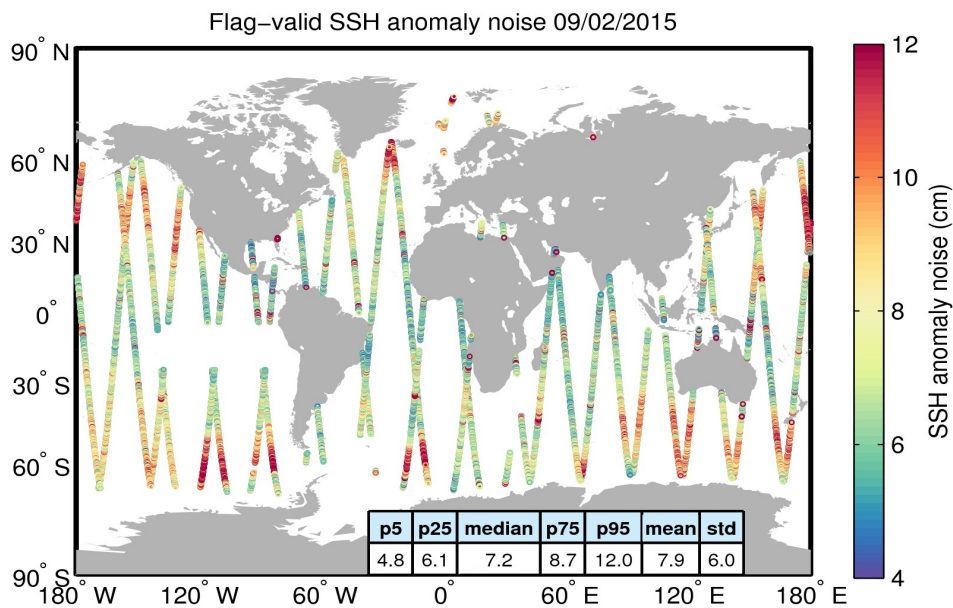 Flag−valid SSH anomaly noise 09/02/2015
90° N
60° N
30° N
0°
30° S
60° S
90° S
180° W 120° W 60° W 0° 60° E 120° E 180° E
p5 p25 median p75 p95 mean std
4.8 6.1 7.2 8.7 12.0 7.9 6.0
12
10
8
6
4
SSH anomaly noise (cm)